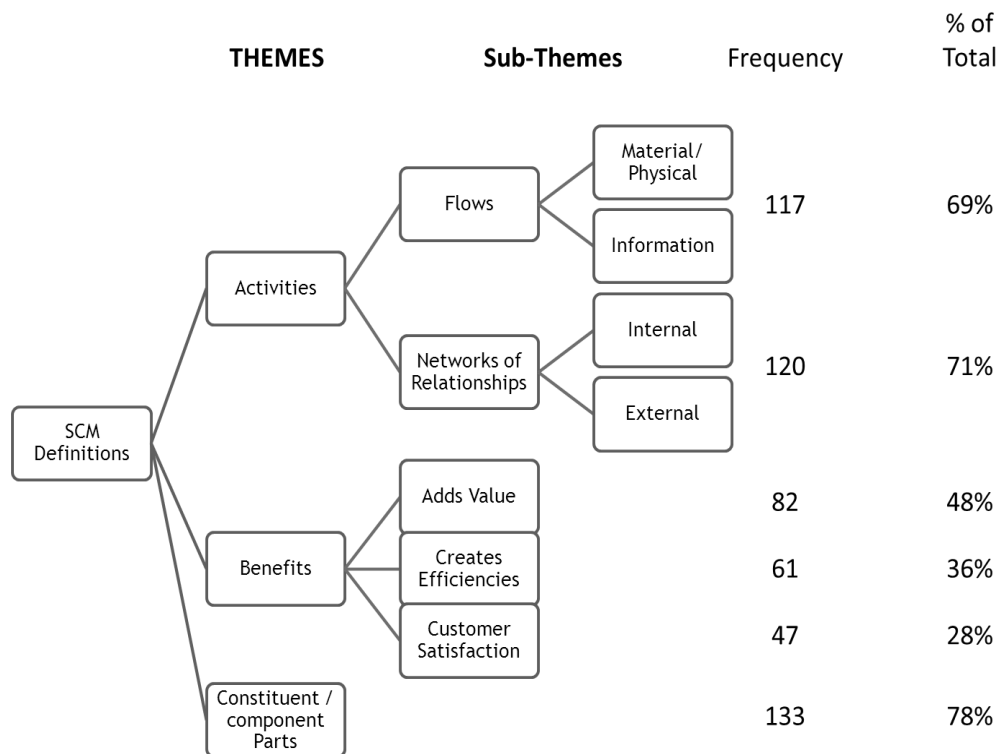 % of
THEMES Sub-Themes Frequency Total
Material/
Physical
Flows 117 69%
Information
Activities
Internal
Networks of
Relationships 120 71%
External
SCM
Definitions
Adds Value 82 48%
Benefits
Creates
Efficiencies 61 36%
Customer
Satisfaction 47 28%
Constituent /
component
Parts 133 78%